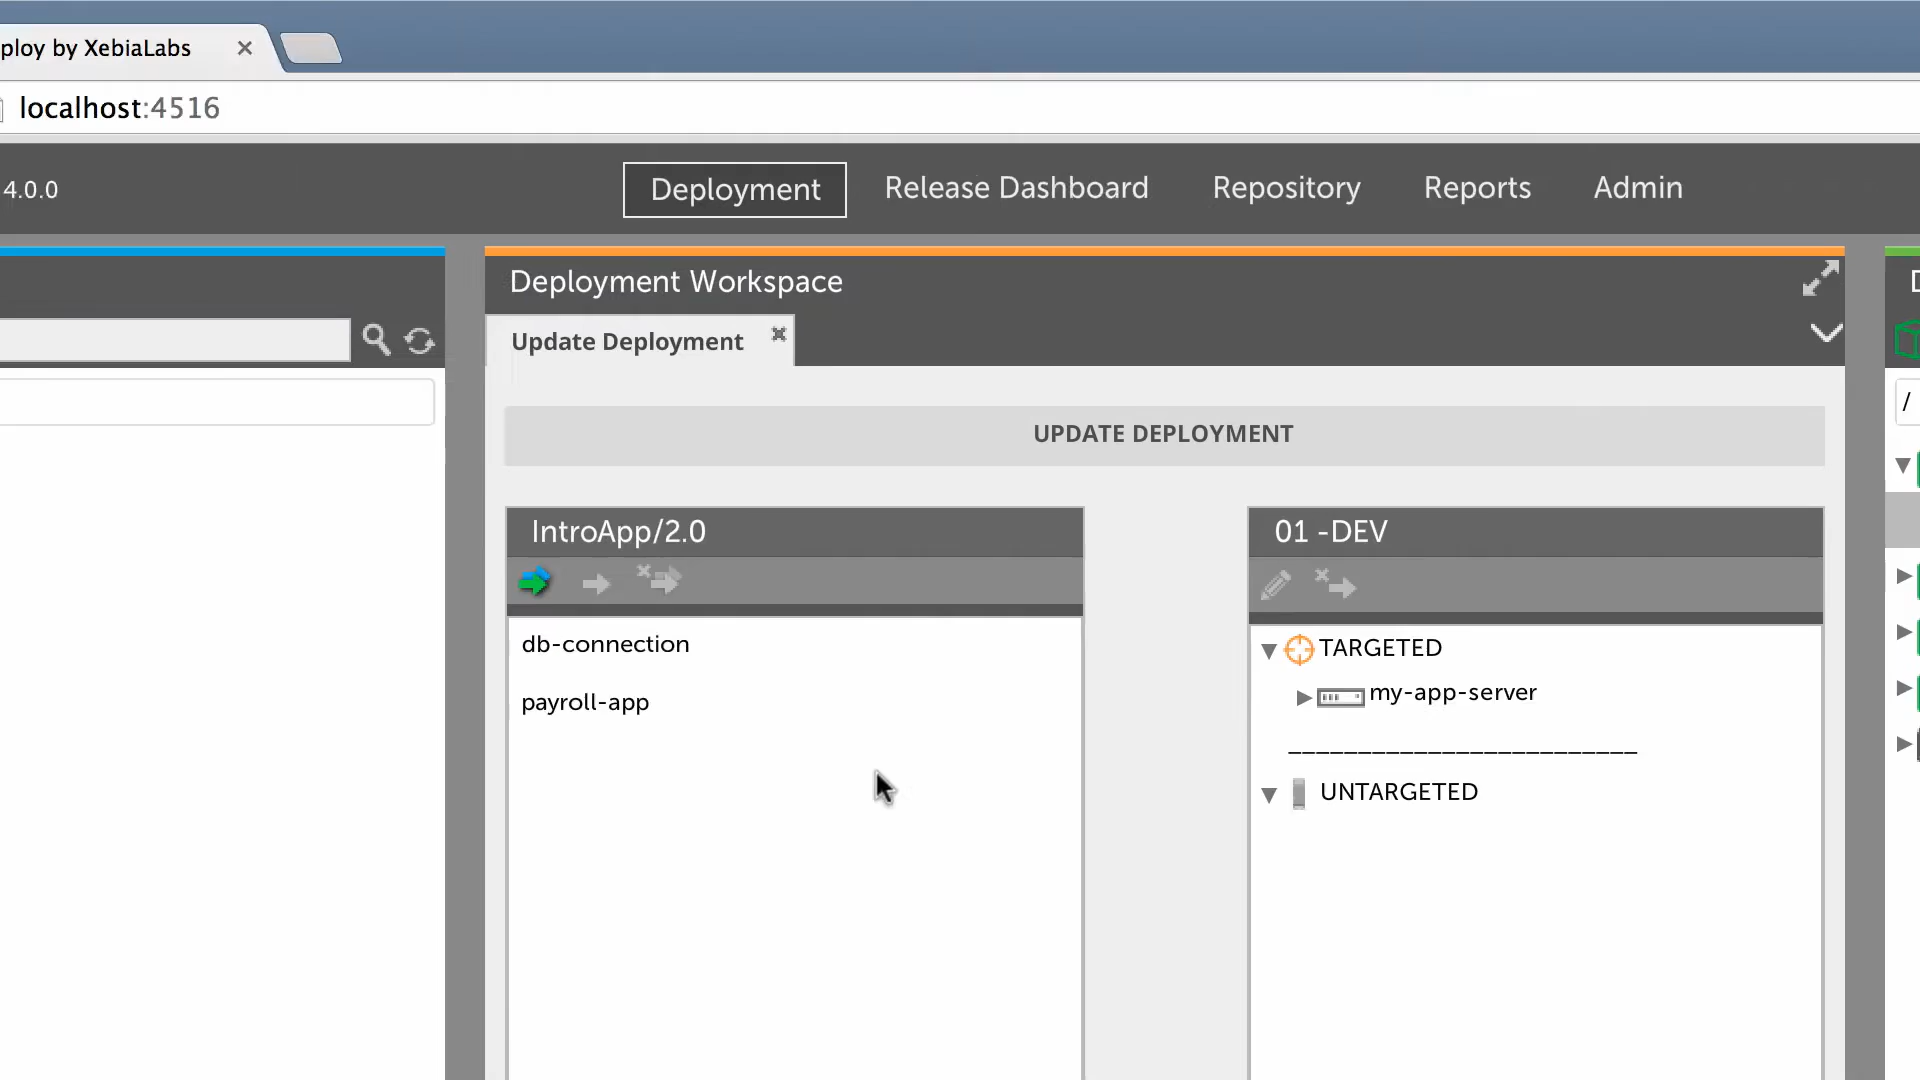 ploy by XebiaLabs
localhost:4516
4.0.0
Deployment
Release Dashboard
Repository
Reports
Admin
Deployment Workspace
Update Deployment
/
UPDATE DEPLOYMENT
IntroApp/2.0
01 -DEV
db-connection
payroll-app
TARGETED
my-app-server
_________________________
UNTARGETED